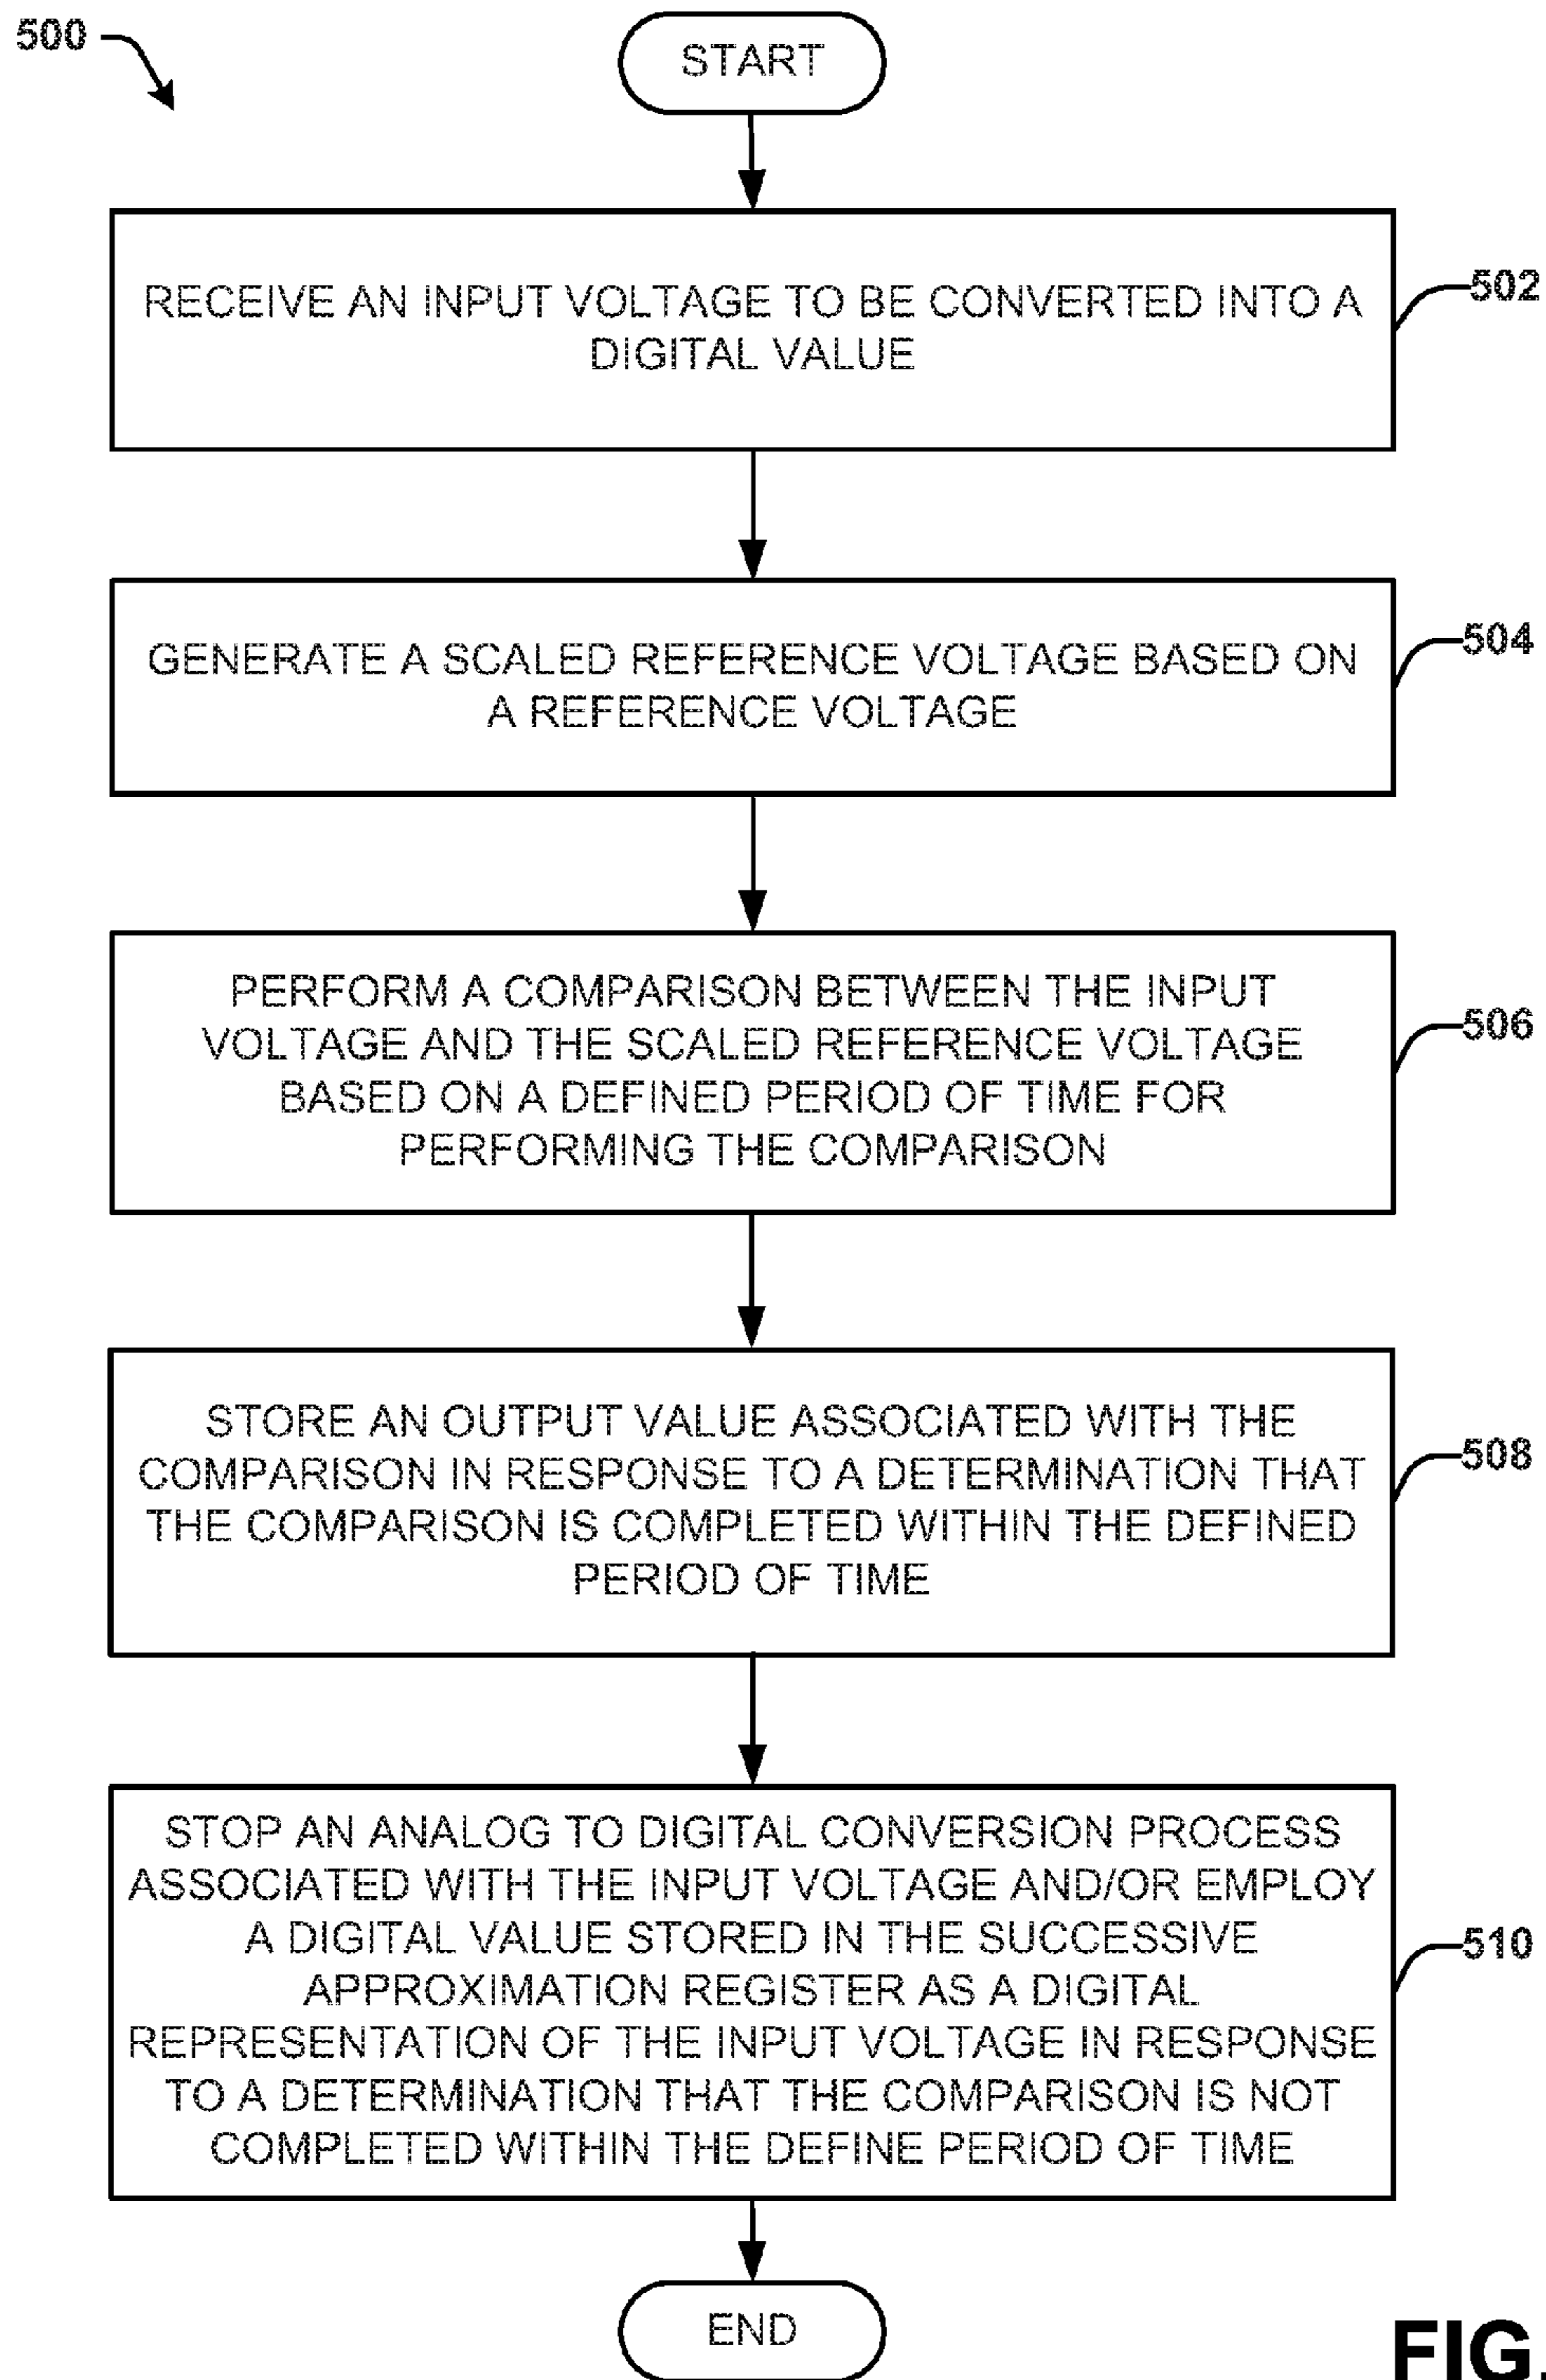 500
START
RECEIVE AN INPUT VOLTAGE TO BE CONVERTED INTO A
DIGITAL VALUE
502
GENERATE A SCALED REFERENCE VOLTAGE BASED ON
A REFERENCE VOLTAGE
504
PERFORM A COMPARISON BETWEEN THE INPUT
VOLTAGE AND THE SCALED REFERENCE VOLTAGE
BASED ON A DEFINED PERIOD OF TIME FOR
PERFORMING THE COMPARISON
506
STORE AN OUTPUT VALUE ASSOCIATED WITH THE
COMPARISON IN RESPONSE TO A DETERMINATION THAT
THE COMPARISON IS COMPLETED WITHIN THE DEFINED
PERIOD OF TIME
508
STOP AN ANALOG TO DIGITAL CONVERSION PROCESS
ASSOCIATED WITH THE INPUT VOLTAGE AND/OR EMPLOY
A DIGITAL VALUE STORED IN THE SUCCESSIVE
APPROXIMATION REGISTER AS A DIGITAL
REPRESENTATION OF THE INPUT VOLTAGE IN RESPONSE
TO A DETERMINATION THAT THE COMPARISON IS NOT
COMPLETED WITHIN THE DEFINE PERIOD OF TIME
510
END
FIG.